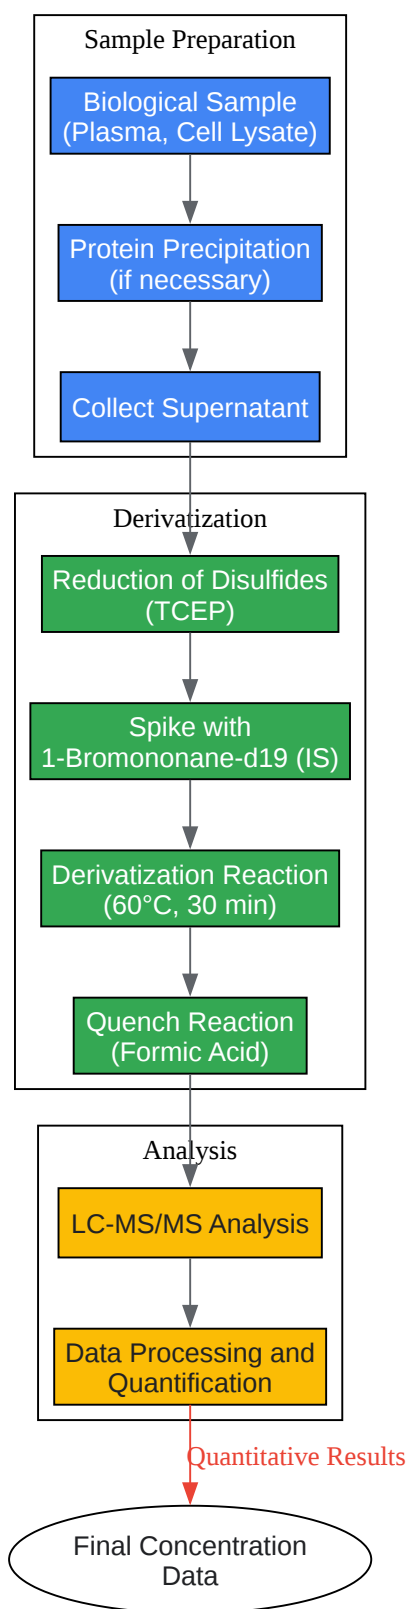 Sample Preparation
Biological Sample
(Plasma, Cell Lysate)
Protein Precipitation
(if necessary)
Collect Supernatant
Derivatization
Reduction of Disulfides
(TCEP)
Spike with
1-Bromononane-d19 (IS)
Derivatization Reaction
(60°C, 30 min)
Quench Reaction
(Formic Acid)
Analysis
LC-MS/MS Analysis
Data Processing and
Quantification
Quantitative Results
Final Concentration
Data